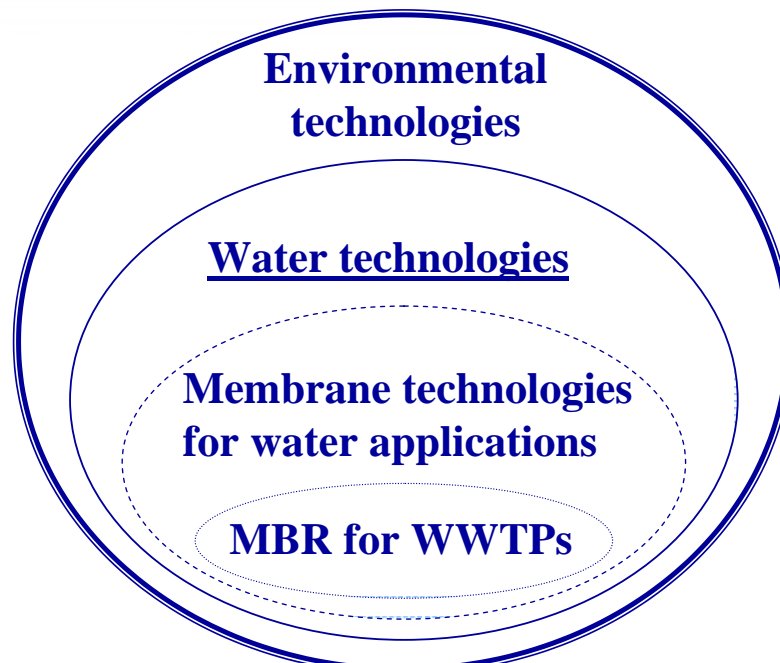 Environmental
technologies
Water technologies
Membrane technologies
for water applications
MBR for WWTPs